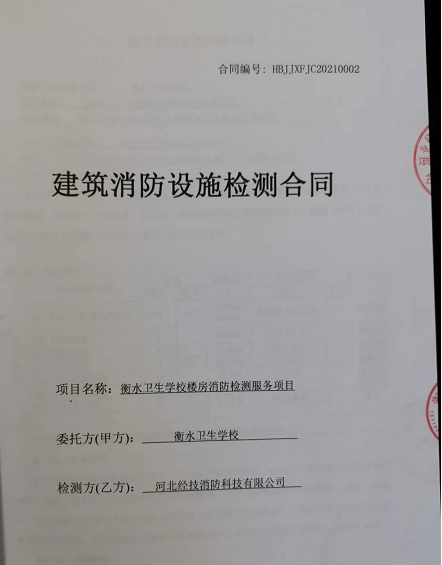 合同编号: HBJJXFJC20210002
建筑消防设施检测合同
项目名称: 衡水卫生学校楼房消防检测服务项目
委托方(甲方): 衡水卫生学校
检测方(乙方): 河北经技消防科技有限公司